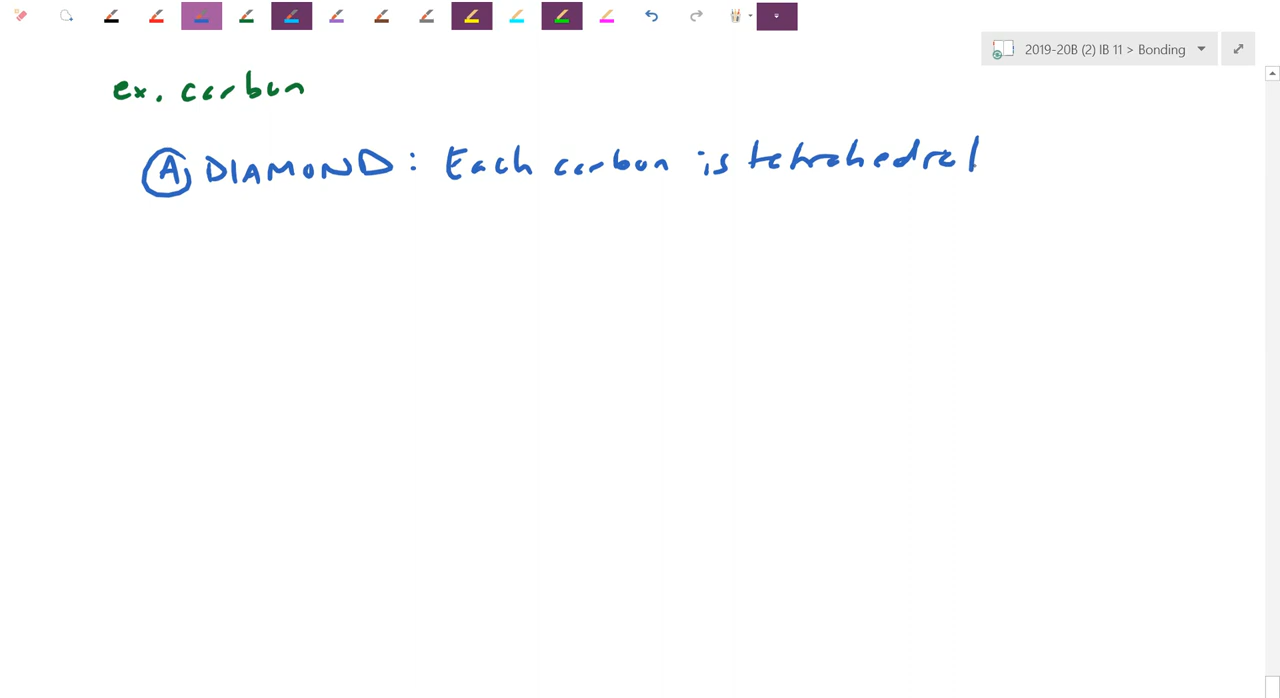 2019-20B (2) IB 11 > Bonding
ex. carbon
(A) DIAMOND: Each carbon is tetrahedral